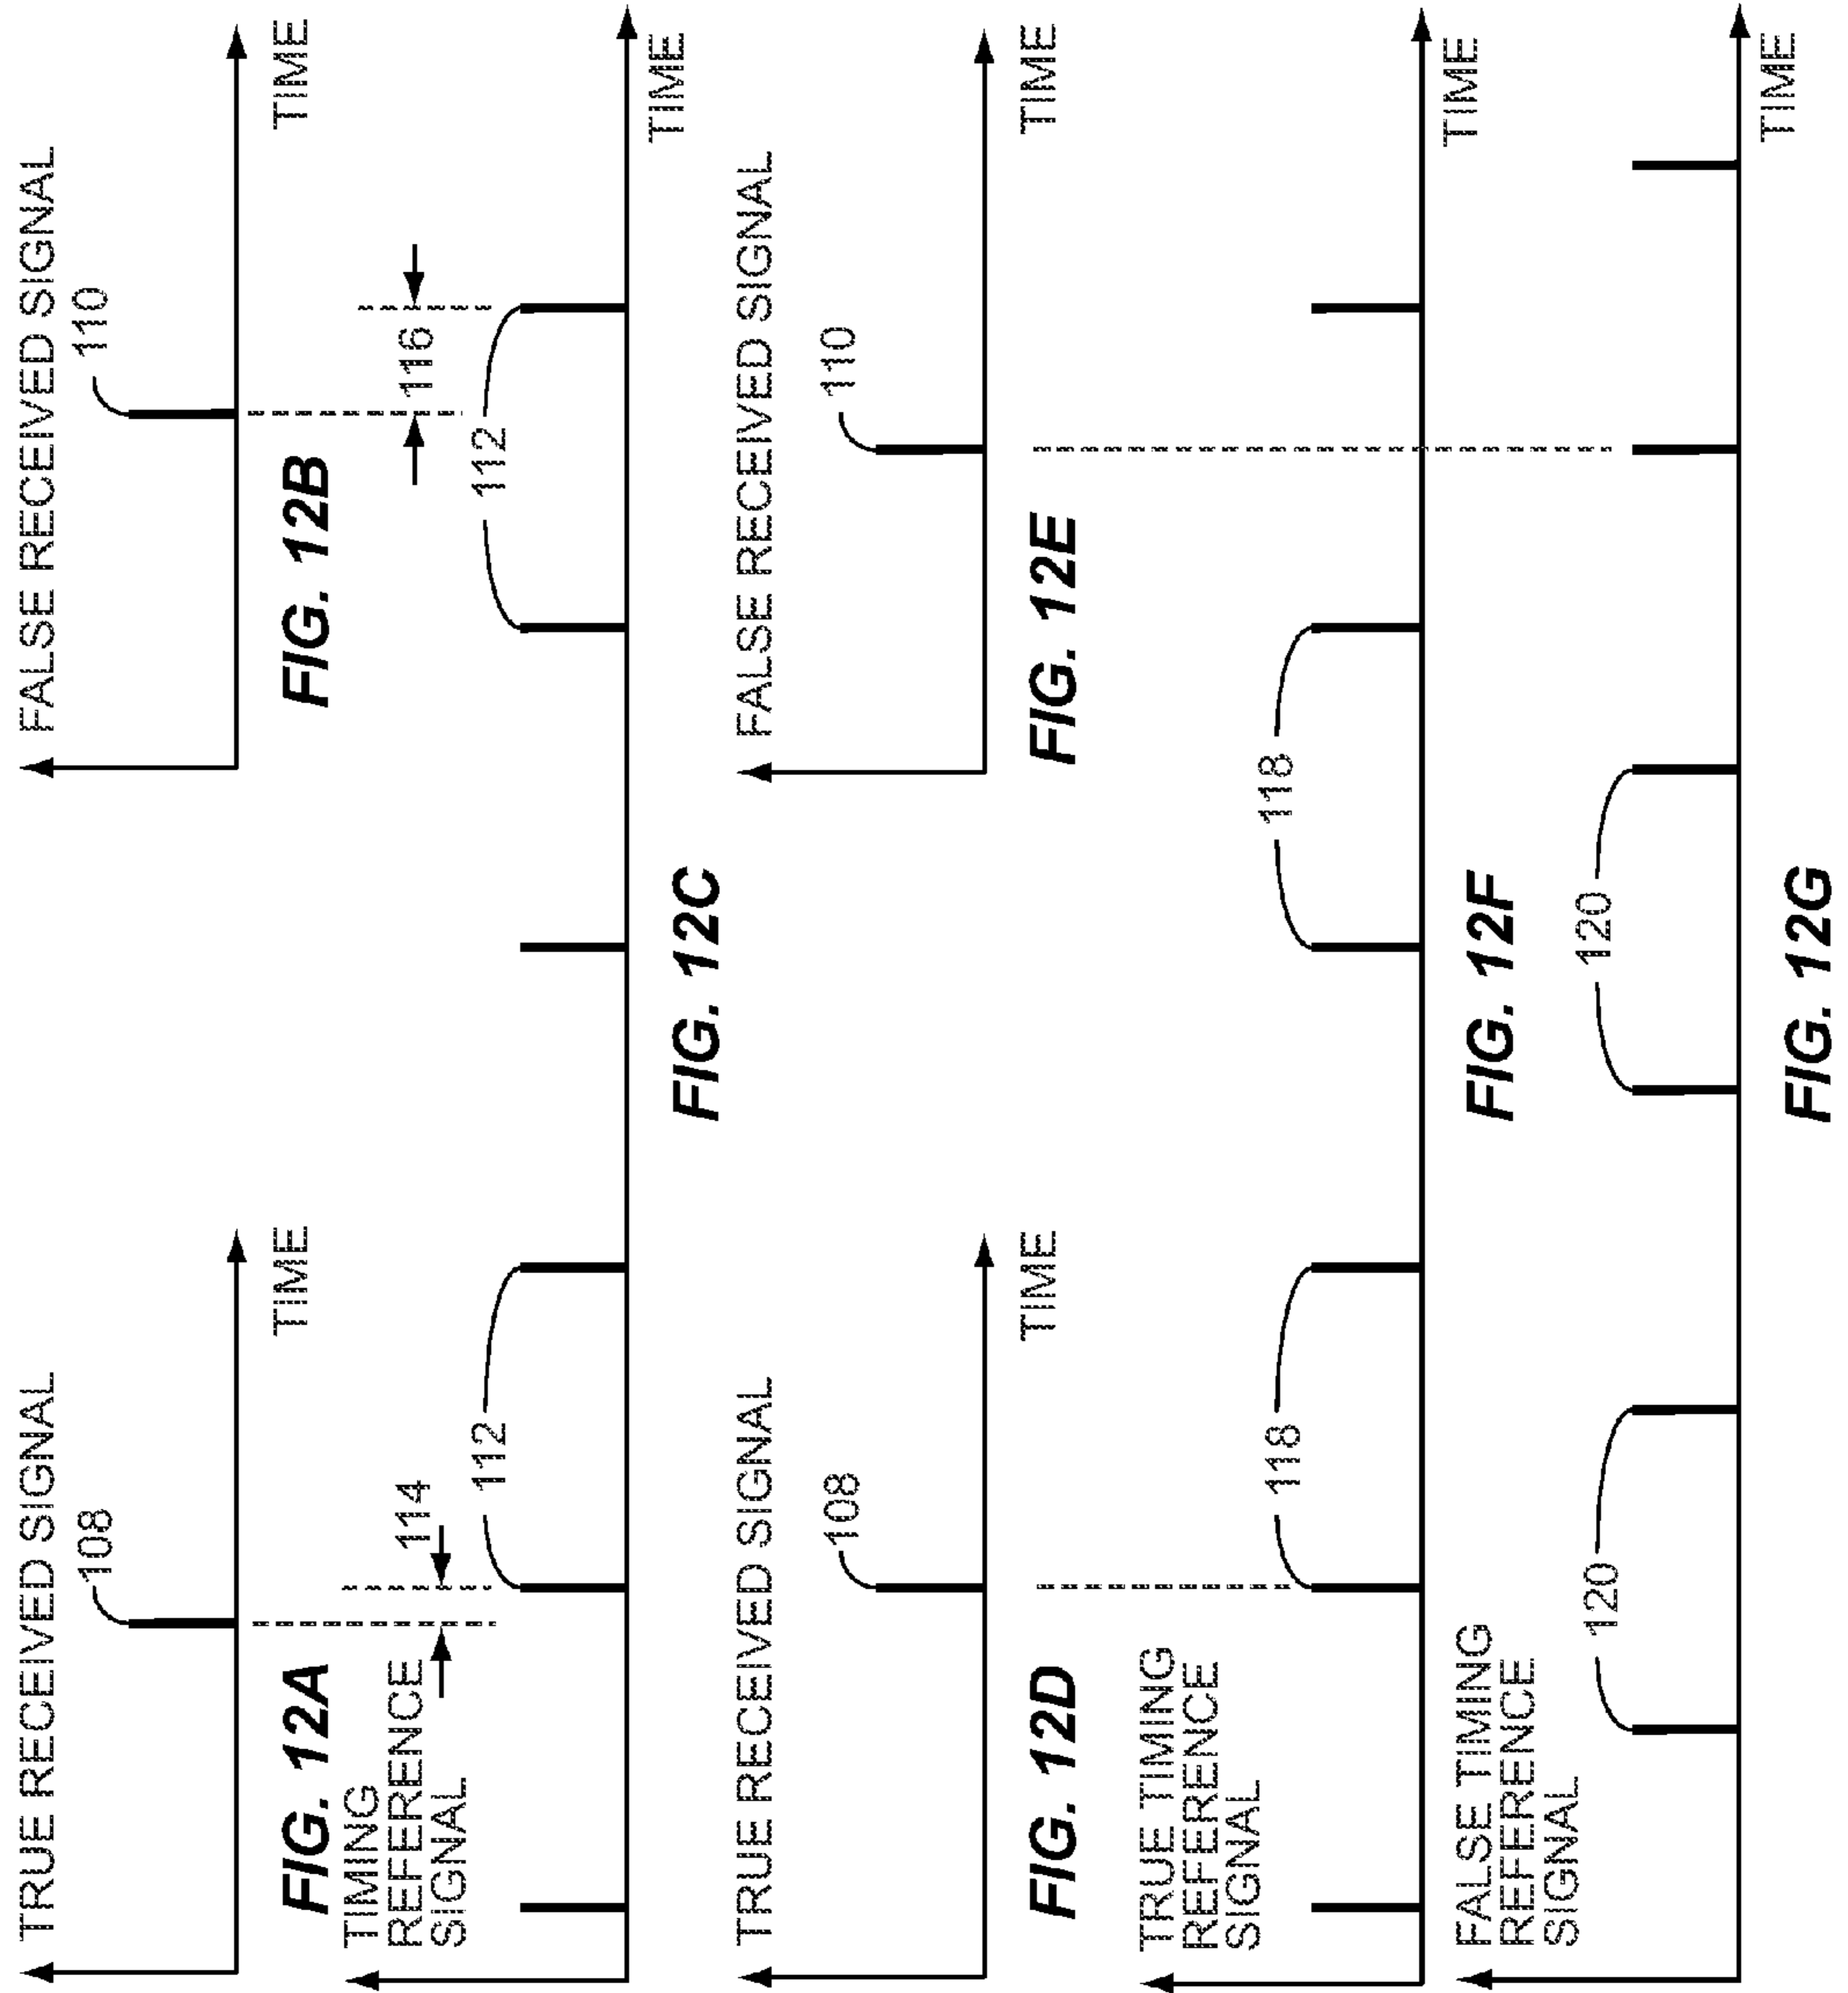 TRUE RECEIVED SIGNAL
108
TIME
FIG. 12A
FALSE RECEIVED SIGNAL
110
TIME
FIG. 12B
TIMING
REFERENCE
SIGNAL
114
112
116
112
TIME
FIG. 12C
TRUE RECEIVED SIGNAL
108
TIME
FIG. 12D
FALSE RECEIVED SIGNAL
110
TIME
FIG. 12E
TRUE TIMING
REFERENCE
SIGNAL
118
118
TIME
FIG. 12F
FALSE TIMING
REFERENCE
SIGNAL
120
120
TIME
FIG. 12G